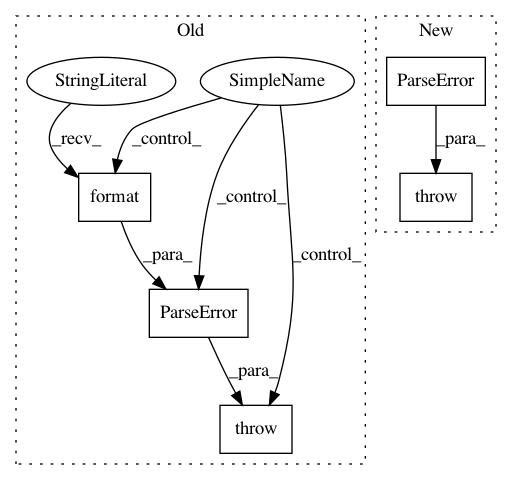 Old
New
StringLiteral
SimpleName
ParseError
_recv_
_control_
_para_
format
_control_
throw
_para_
_control_
ParseError
_para_
throw